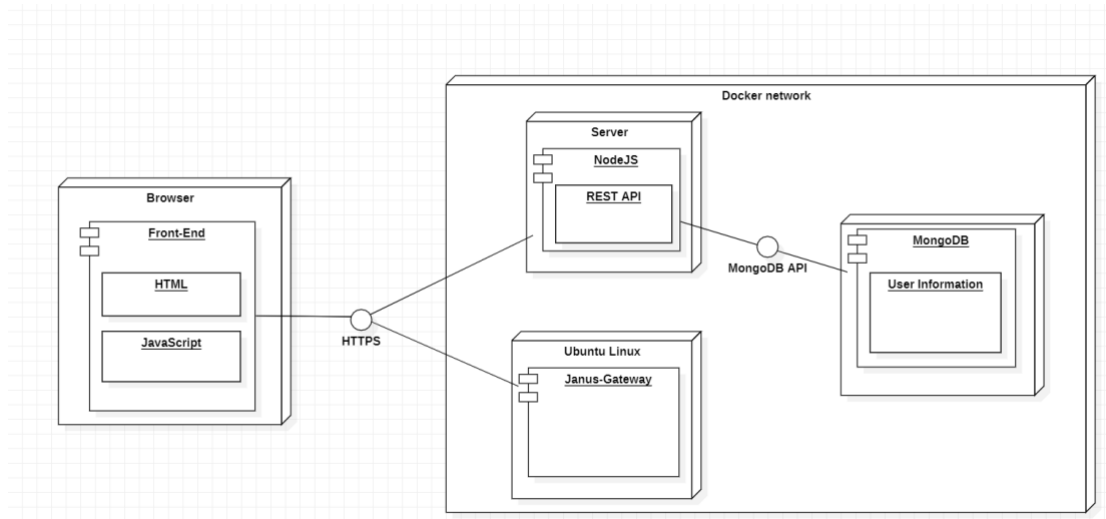 Docker network
Server
NodeJS
REST API
Browser
Front-End
HTML
JavaScript
HTTPS
MongoDB API
MongoDB
User Information
Ubuntu Linux
Janus-Gateway